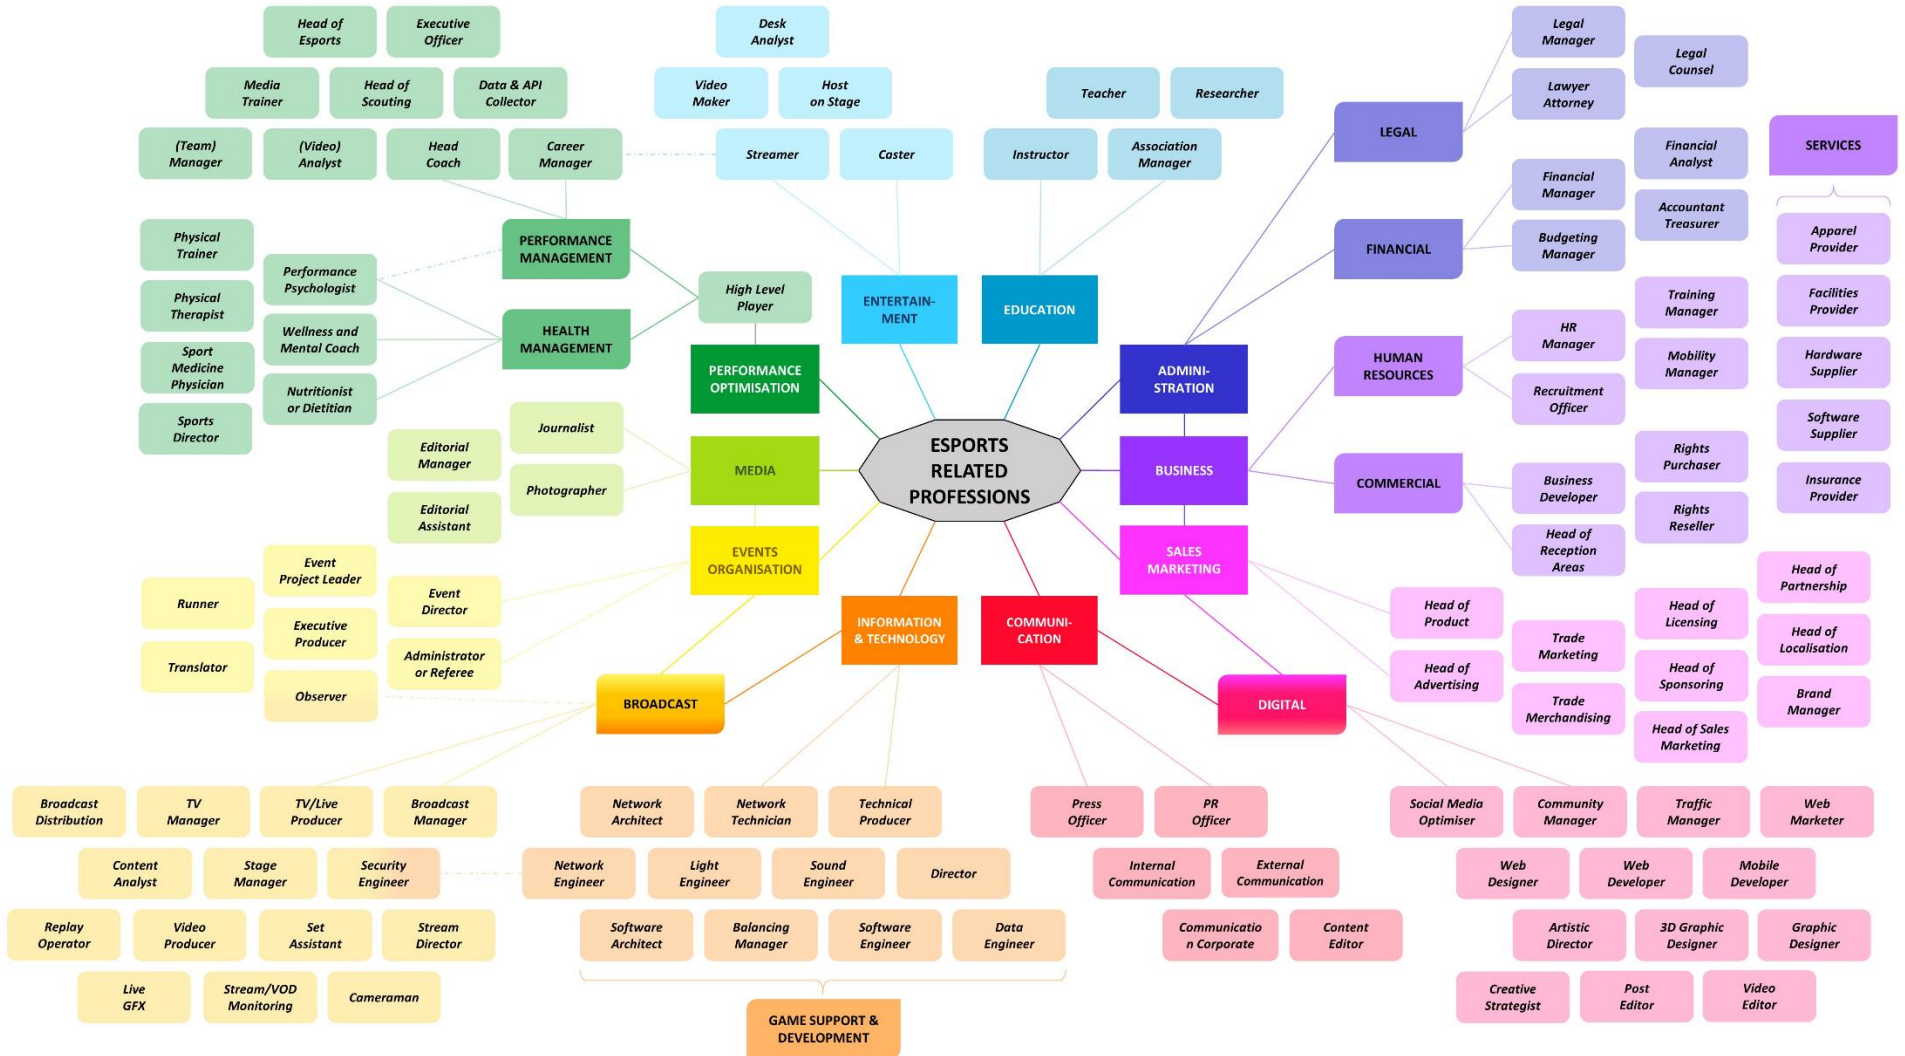 Head of
Esports
Executive
Officer
Media
Trainer
Head of
Scouting
Data & API
Collector
(Team)
Manager
(Video)
Analyst
Head
Coach
Career
Manager
PERFORMANCE
MANAGEMENT
Physical
Trainer
Performance
Psychologist
Physical
Therapist
Wellness and
Mental Coach
Sport
Medicine
Physician
Nutritionist
or Dietitian
Sports
Director
HEALTH
MANAGEMENT
High Level
Player
PERFORMANCE
OPTIMISATION
Desk
Analyst
Video
Maker
Host
on Stage
Streamer
Caster
ENTERTAIN-
MENT
Teacher
Researcher
Instructor
Association
Manager
EDUCATION
Legal
Manager
Legal
Counsel
Lawyer
Attorney
LEGAL
Financial
Analyst
Financial
Manager
Accountant
Treasurer
Budgeting
Manager
FINANCIAL
ADMINI-
STRATION
SERVICES
Apparel
Provider
Facilities
Provider
Hardware
Supplier
Software
Supplier
Insurance
Provider
Training
Manager
HR
Manager
Mobility
Manager
Recruitment
Officer
HUMAN
RESOURCES
Rights
Purchaser
Business
Developer
Rights
Reseller
Head of
Reception
Areas
COMMERCIAL
BUSINESS
ESPORTS
RELATED
PROFESSIONS
Journalist
Editorial
Manager
Photographer
Editorial
Assistant
MEDIA
EVENTS
ORGANISATION
Event
Project Leader
Runner
Event
Director
Executive
Producer
Translator
Administrator
or Referee
Observer
BROADCAST
INFORMATION
& TECHNOLOGY
COMMUNI-
CATION
SALES
MARKETING
DIGITAL
Head of
Partnership
Head of
Product
Head of
Licensing
Trade
Marketing
Head of
Localisation
Head of
Advertising
Head of
Sponsoring
Trade
Merchandising
Brand
Manager
Head of Sales
Marketing
Broadcast
Distribution
TV
Manager
TV/Live
Producer
Broadcast
Manager
Content
Analyst
Stage
Manager
Security
Engineer
Replay
Operator
Video
Producer
Set
Assistant
Stream
Director
Live
GFX
Stream/VOD
Monitoring
Cameraman
Network
Architect
Network
Technician
Technical
Producer
Network
Engineer
Light
Engineer
Sound
Engineer
Director
Software
Architect
Balancing
Manager
Software
Engineer
Data
Engineer
GAME SUPPORT &
DEVELOPMENT
Press
Officer
PR
Officer
Internal
Communication
External
Communication
Communicatio
n Corporate
Content
Editor
Social Media
Optimiser
Community
Manager
Traffic
Manager
Web
Marketer
Web
Designer
Web
Developer
Mobile
Developer
Artistic
Director
3D Graphic
Designer
Graphic
Designer
Creative
Strategist
Post
Editor
Video
Editor